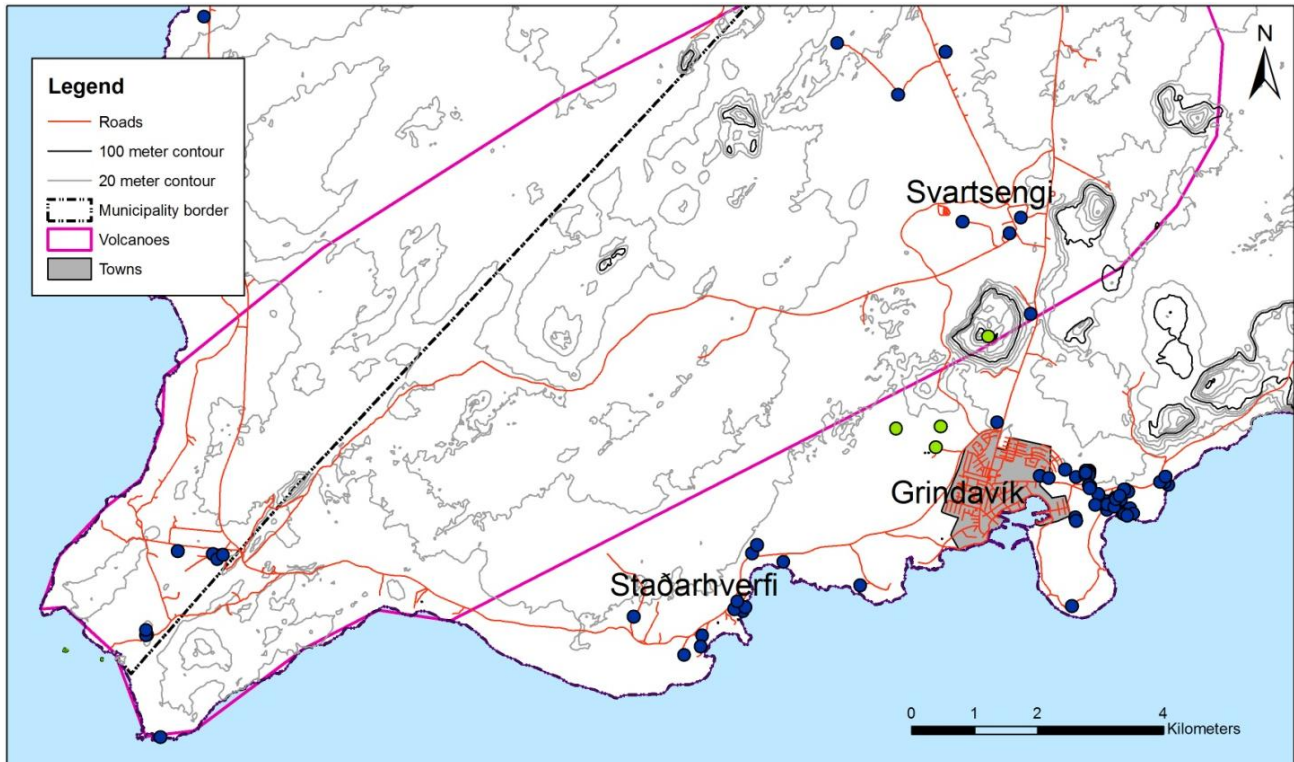 N
Legend
Roads
100 meter contour
20 meter contour
Municipality border
Volcanoes
Towns
Svartsengi
Grindavík
Staðarhverfi
0 1 2 4
Kilometers